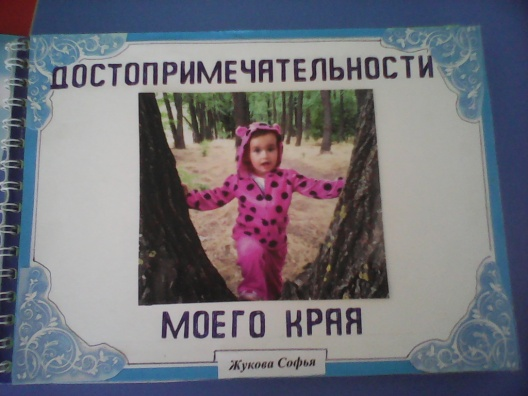 ДОСТОПРИМЕЧАТЕЛЬНОСТИ
МОЕГО КРАЯ
Жукова Софья